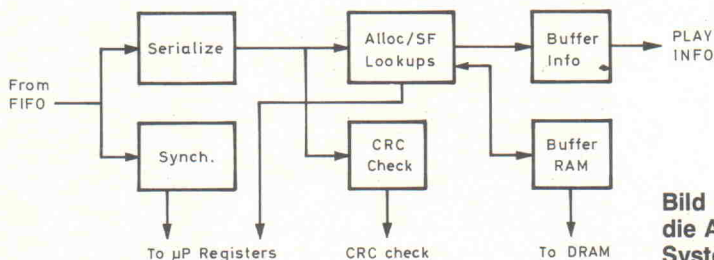 Serialize
Alloc/SF
Lookups
Buffer
Info
PLAY
INFO
From
FIFO
Synch.
CRC
Check
Buffer
RAM
To µP Registers
CRC check
To DRAM
Bild
die A
System